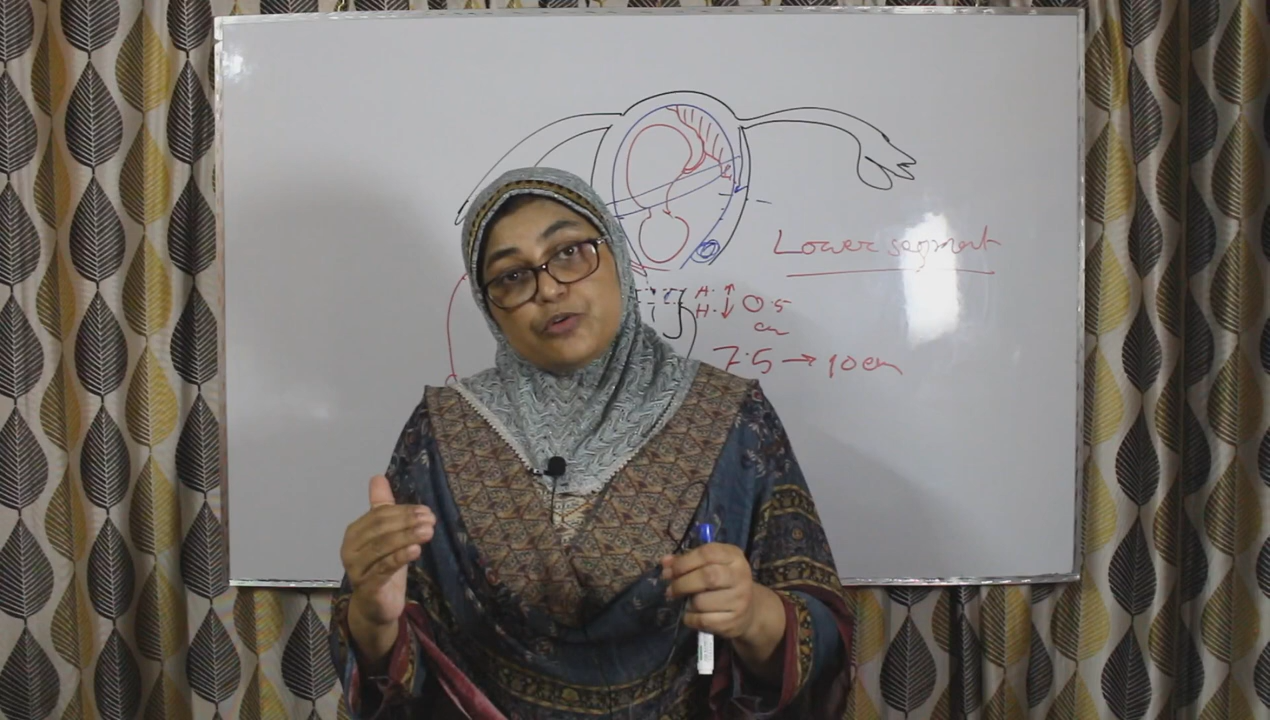 Lower segment
H. ↑
H. ↓ 0.5
cm
7.5 → 10 cm